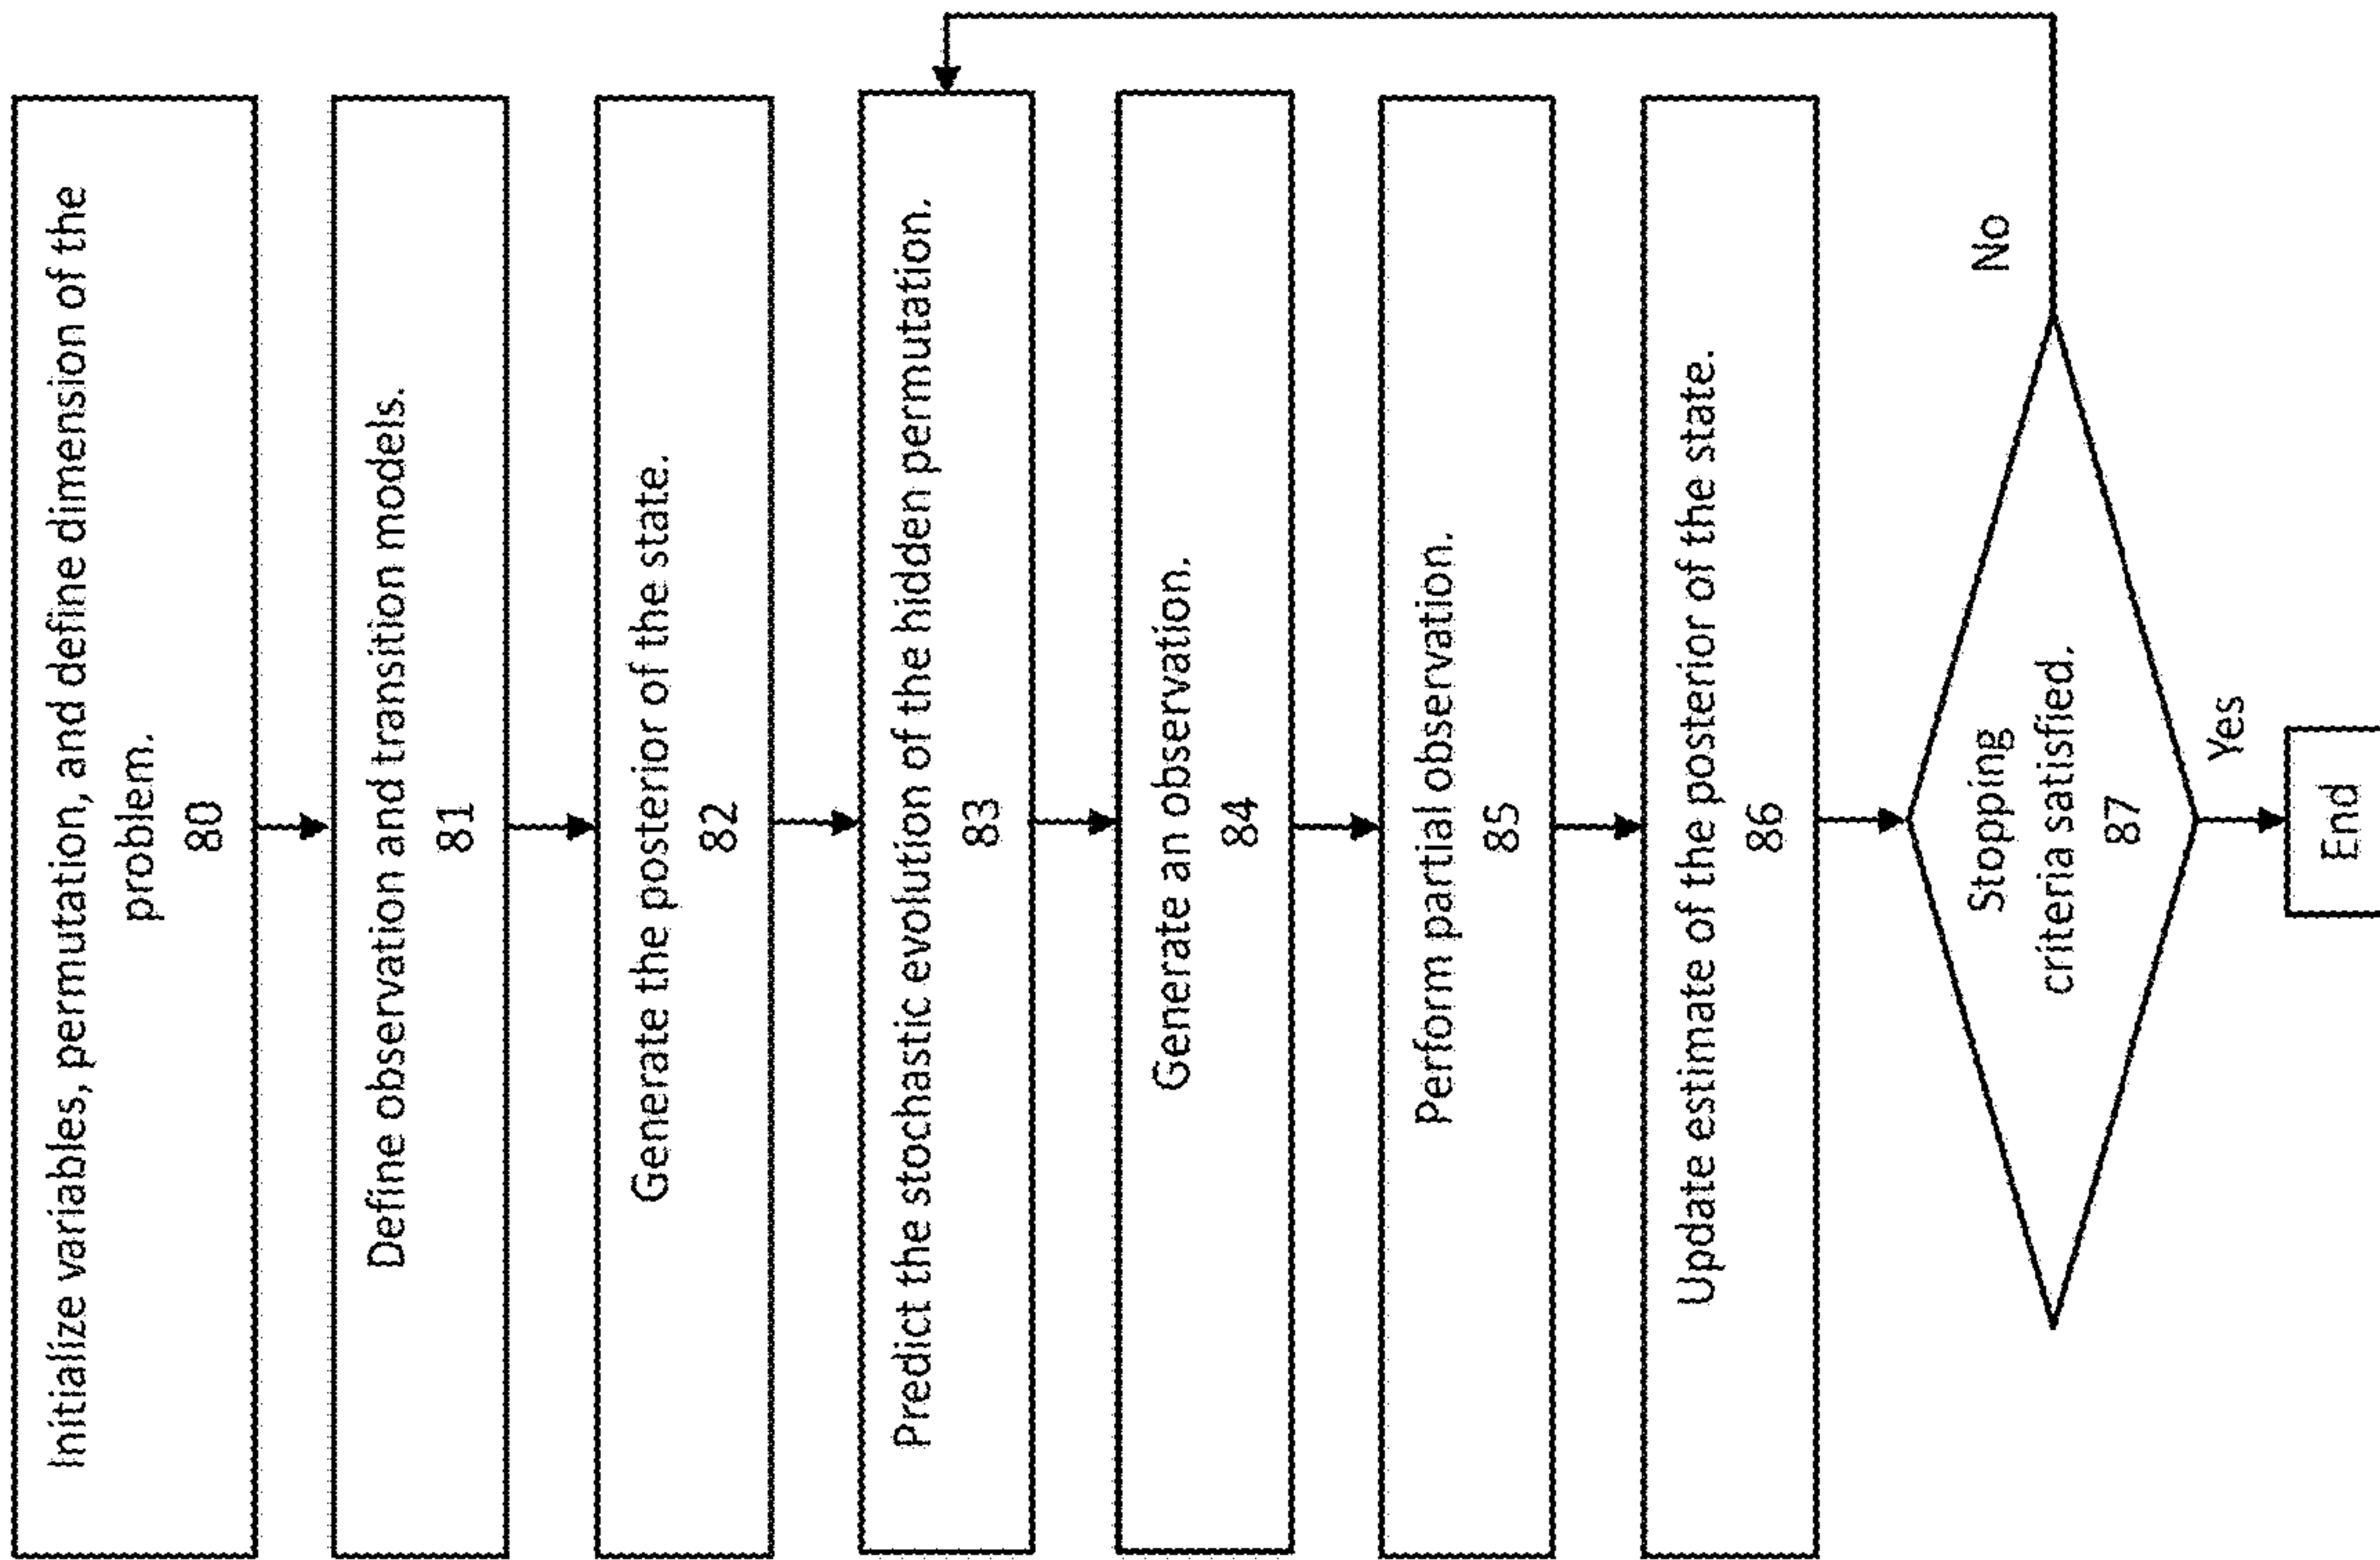 Initialize variables, permutation, and define dimension of the
problem.
80
Define observation and transition models.
81
Generate the posterior of the state.
82
Predict the stochastic evolution of the hidden permutation.
83
Generate an observation.
84
Perform partial observation.
85
Update estimate of the posterior of the state.
86
Stopping
criteria satisfied.
87
No
Yes
End